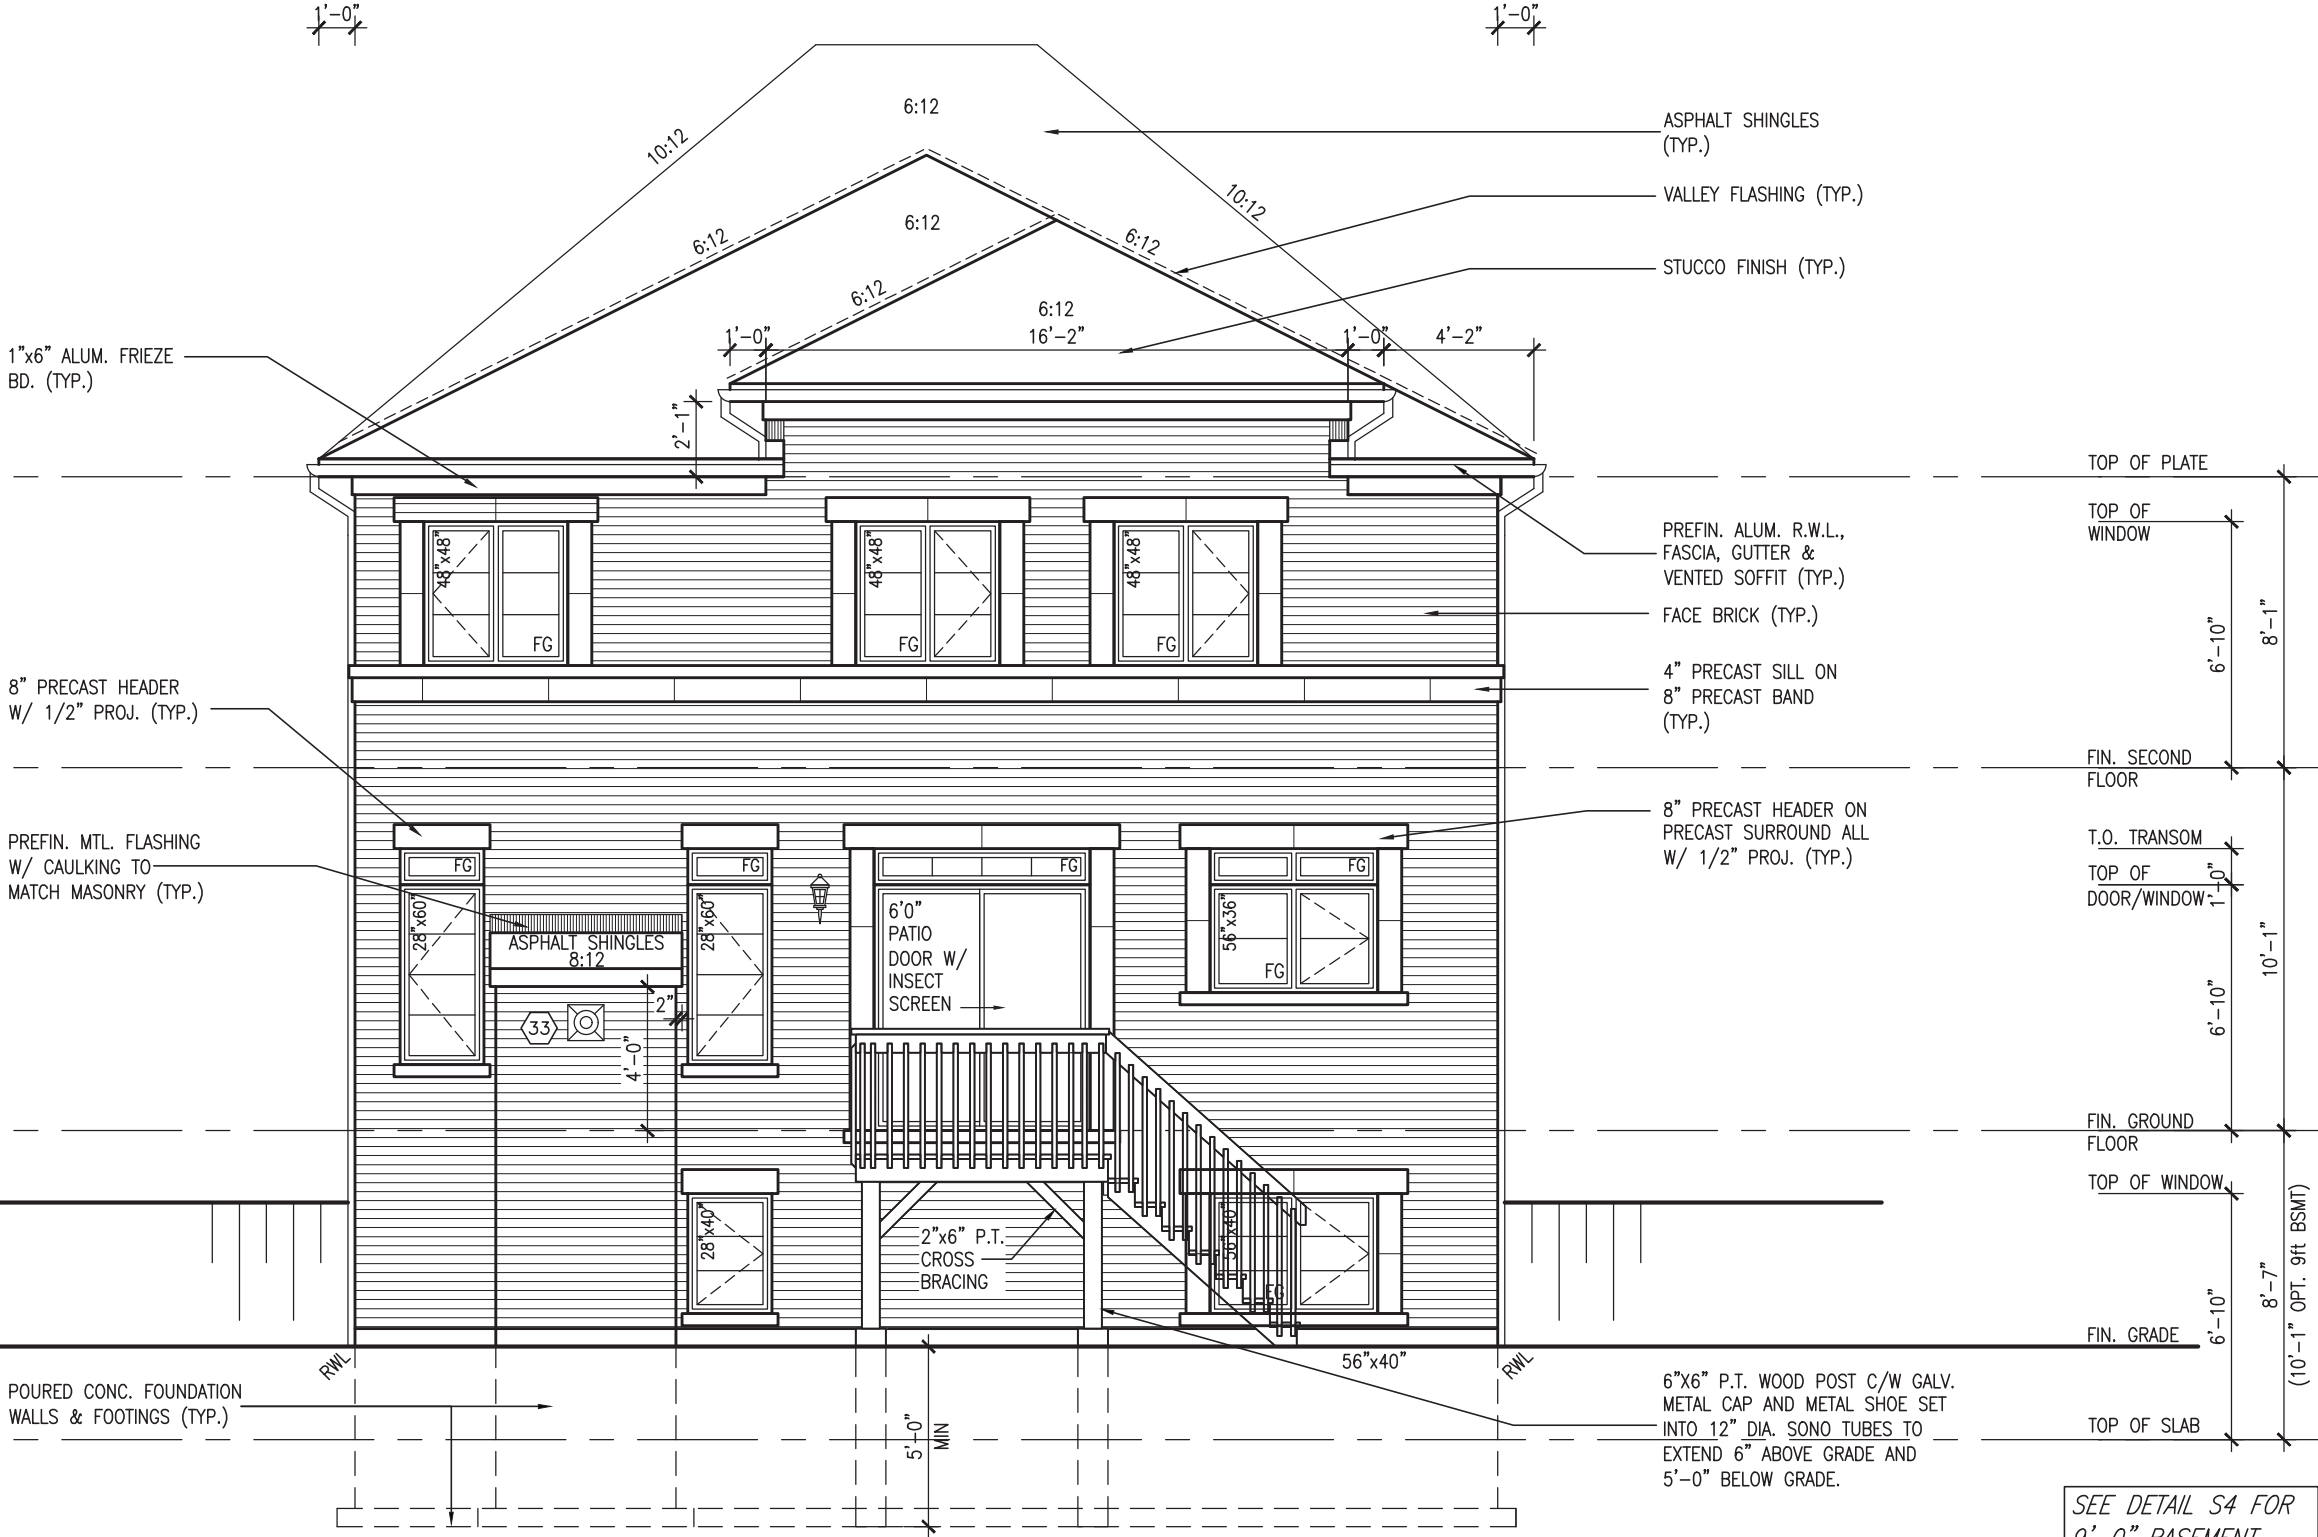 1'-0"
1'-0"
6:12
10:12
10:12
ASPHALT SHINGLES
(TYP.)
VALLEY FLASHING (TYP.)
6:12
6:12
6:12
STUCCO FINISH (TYP.)
6:12
6:12
1'-0"
16'-2"
1'-0"
4'-2"
1"x6" ALUM. FRIEZE
BD. (TYP.)
2'-1"
TOP OF PLATE
TOP OF
WINDOW
PREFIN. ALUM. R.W.L.,
FASCIA, GUTTER &
VENTED SOFFIT (TYP.)
48"x48"
FG
48"x48"
FG
48"x48"
FG
FACE BRICK (TYP.)
6'-10"
8'-1"
8" PRECAST HEADER
W/ 1/2" PROJ. (TYP.)
4" PRECAST SILL ON
8" PRECAST BAND
(TYP.)
FIN. SECOND
FLOOR
8" PRECAST HEADER ON
PRECAST SURROUND ALL
W/ 1/2" PROJ. (TYP.)
PREFIN. MTL. FLASHING
W/ CAULKING TO
MATCH MASONRY (TYP.)
T.O. TRANSOM
TOP OF
DOOR/WINDOW
1'-0"
FG
FG
FG
FG
28"x60"
ASPHALT SHINGLES
8:12
28"x60"
6'0"
PATIO
DOOR W/
INSECT
SCREEN
56"x36"
FG
10'-1"
6'-10"
2"
33
4'-0"
FIN. GROUND
FLOOR
TOP OF WINDOW
28"x40"
2"x6" P.T.
CROSS
BRACING
56"x40"
FG
8'-7"
(10'-1" OPT. 9ft BSMT)
6'-10"
FIN. GRADE
RWL
56"x40"
RWL
POURED CONC. FOUNDATION
WALLS & FOOTINGS (TYP.)
5'-0"
MIN
6"X6" P.T. WOOD POST C/W GALV.
METAL CAP AND METAL SHOE SET
INTO 12" DIA. SONO TUBES TO
EXTEND 6" ABOVE GRADE AND
5'-0" BELOW GRADE.
TOP OF SLAB
SEE DETAIL S4 FOR
9'-0" BASEMENT